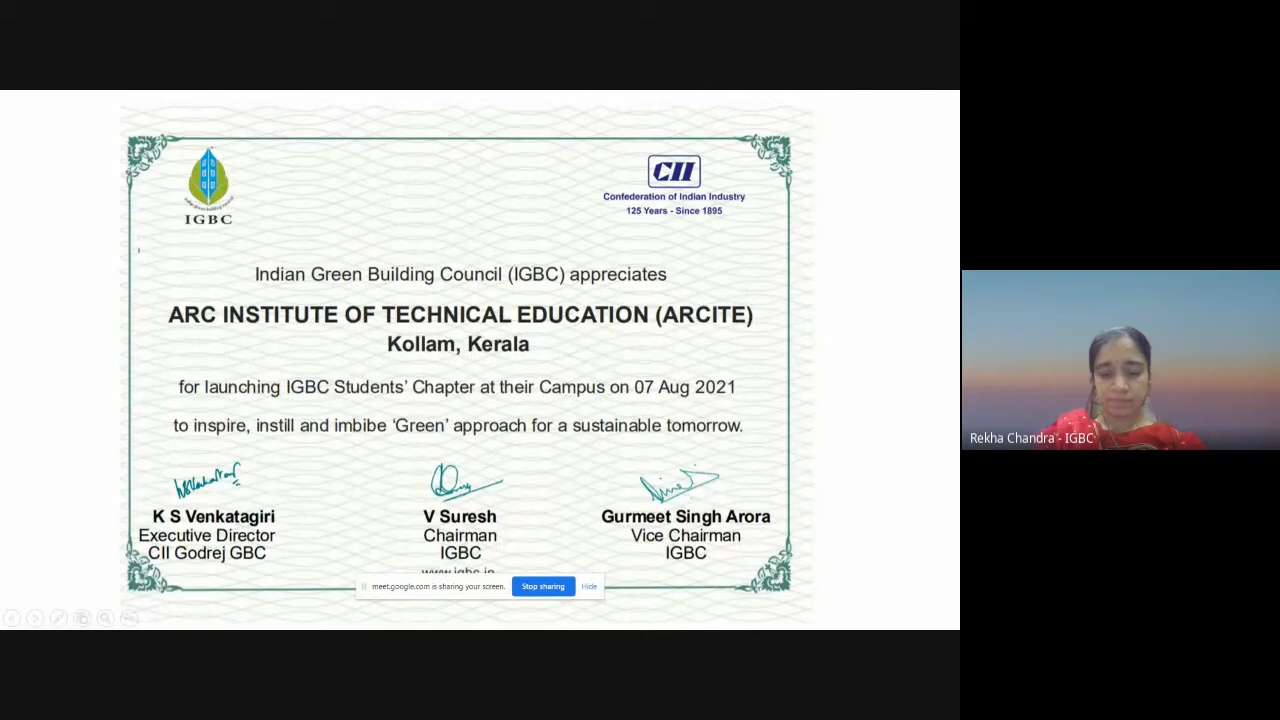 IGBC
CII
Confederation of Indian Industry
125 Years - Since 1895
Indian Green Building Council (IGBC) appreciates
ARC INSTITUTE OF TECHNICAL EDUCATION (ARCITE)
Kollam, Kerala
for launching IGBC Students’ Chapter at their Campus on 07 Aug 2021
to inspire, instill and imbibe ‘Green’ approach for a sustainable tomorrow.
K S Venkatagiri
Executive Director
CII Godrej GBC
V Suresh
Chairman
IGBC
Gurmeet Singh Arora
Vice Chairman
IGBC
www.igbc.in
meet.google.com is sharing your screen.
Stop sharing
Hide
Rekha Chandra - IGBC